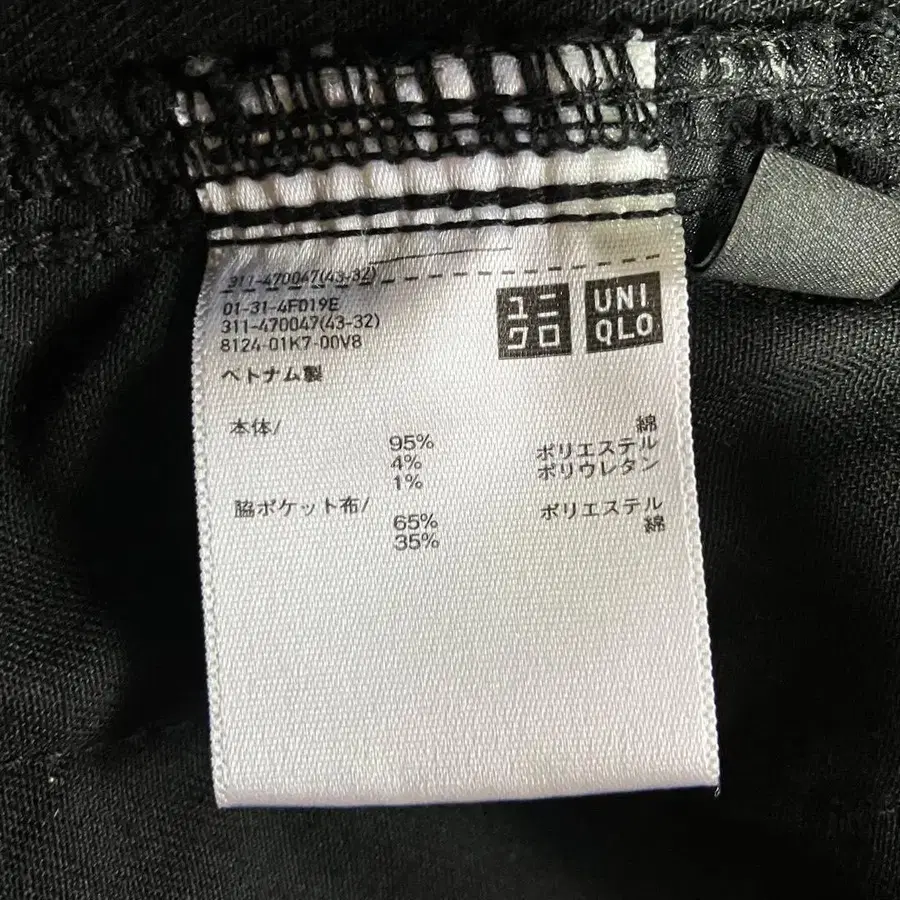 311-470047(43-32)
01-31-4F019E
311-470047(43-32)
8124-01K7-00V8
ベトナム製
ユニ
クロ
UNI
QLO
本体/ 綿
95% ポリエステル
4% ポリウレタン
1%
脇ポケット布/ ポリエステル
65% 綿
35%